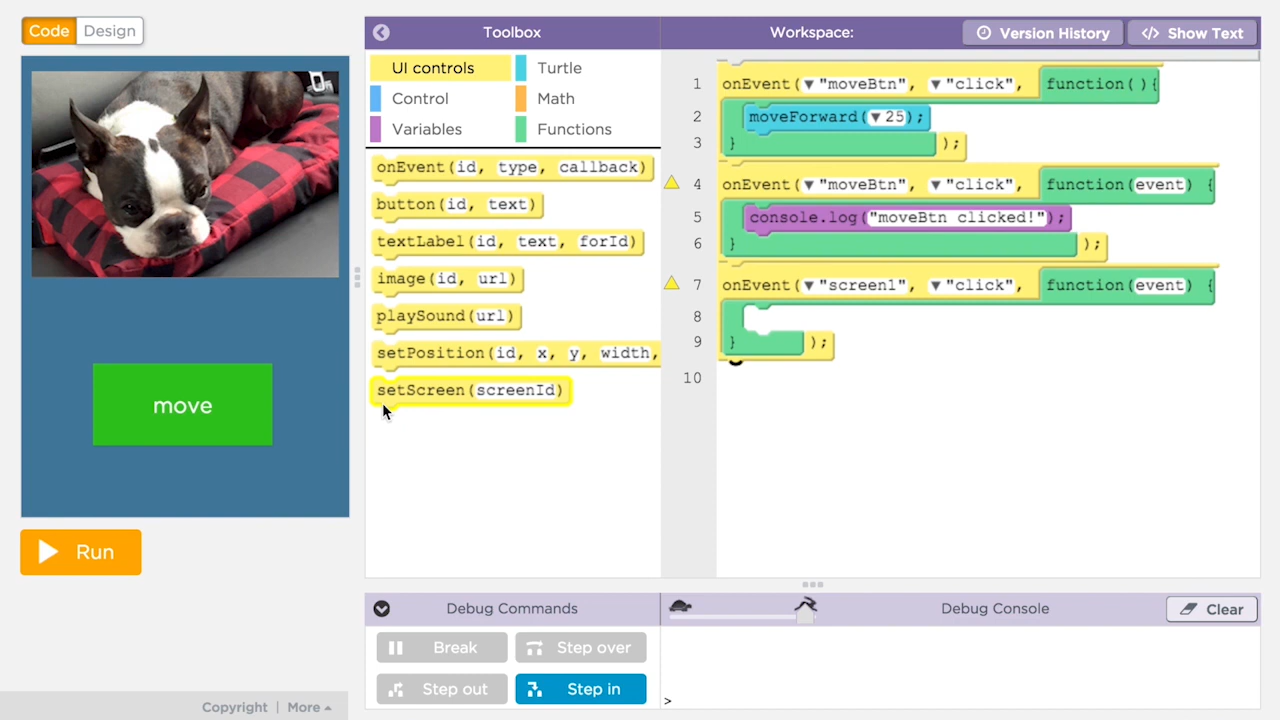 Code Design
Toolbox
Workspace:
Version History
Show Text
UI controls
Turtle
Control
Math
Variables
Functions
onEvent(id, type, callback)
button(id, text)
textLabel(id, text, forId)
image(id, url)
playSound(url)
setPosition(id, x, y, width,
setScreen(screenId)
1 onEvent(▼"moveBtn", ▼"click", function(){
2 moveForward(▼25);
3 } );
4 onEvent(▼"moveBtn", ▼"click", function(event) {
5 console.log("moveBtn clicked!");
6 } );
7 onEvent(▼"screen1", ▼"click", function(event) {
8
9 } );
10
move
Run
Debug Commands
Debug Console
Clear
Break
Step over
Step out
Step in
>
Copyright | More